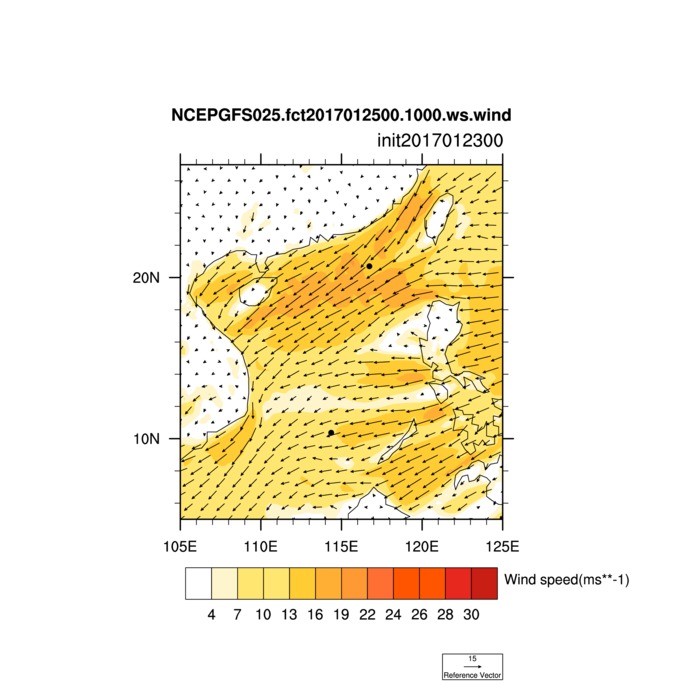 NCEPGFS025.fct2017012500.1000.ws.wind
init2017012300
20N
10N
105E 110E 115E 120E 125E
Wind speed(ms**-1)
4 7 10 13 16 19 22 24 26 28 30
15
Reference Vector